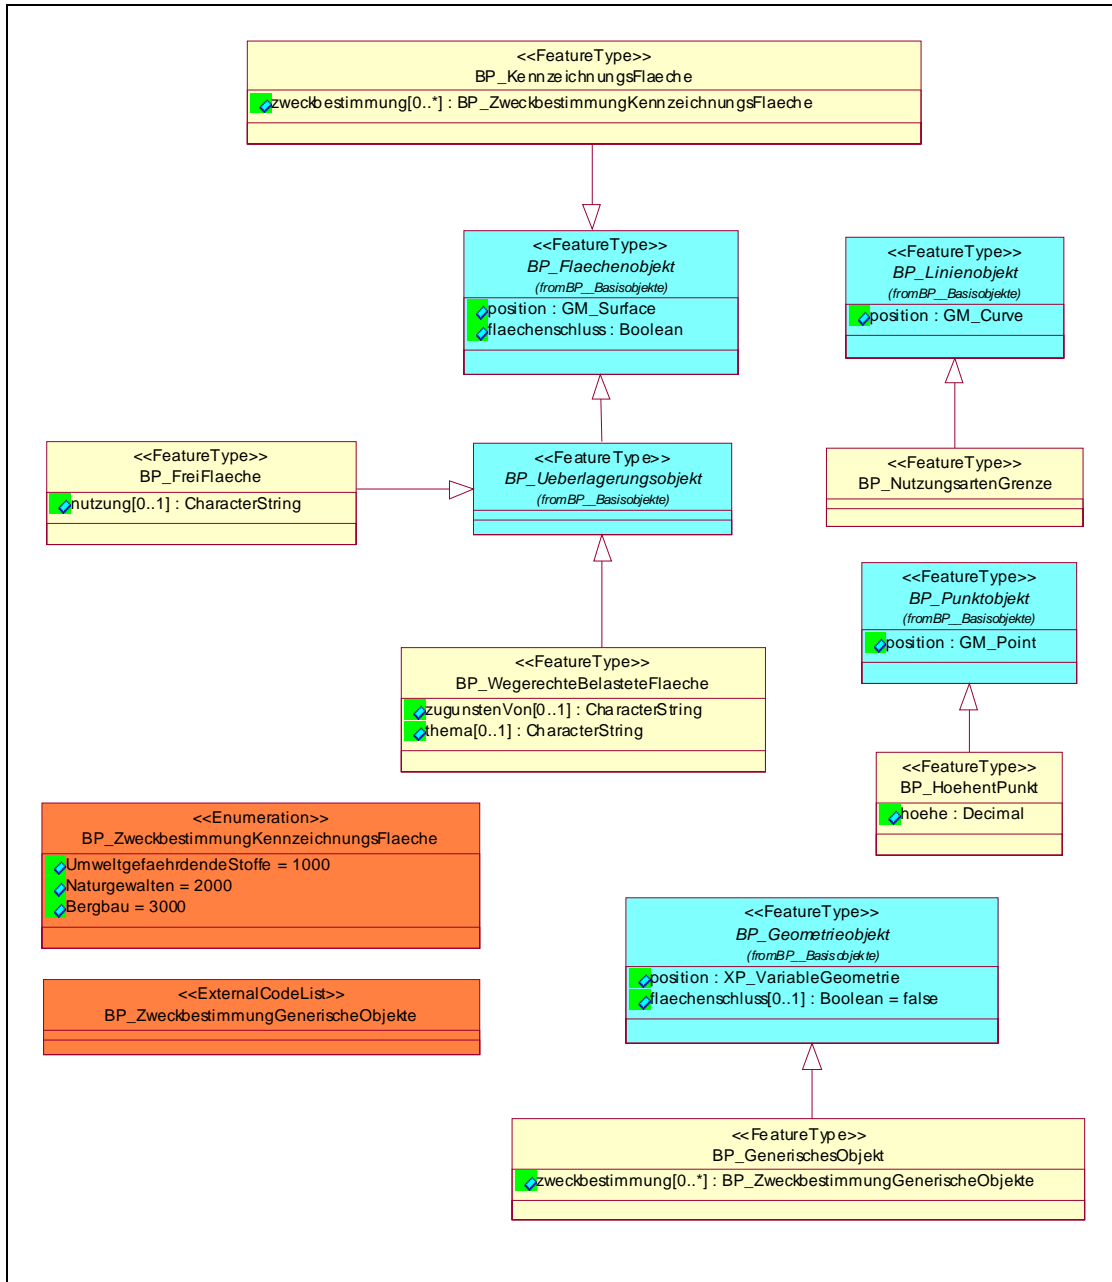 <<FeatureType>>
BP_KennzeichnungsFlaeche
zweckbestimmung[0..*] : BP_ZweckbestimmungKennzeichnungsFlaeche
<<FeatureType>>
BP_Flaechenobjekt
(fromBP__Basisobjekte)
position : GM_Surface
flaechenschluss : Boolean
<<FeatureType>>
BP_Linienobjekt
(fromBP__Basisobjekte)
position : GM_Curve
<<FeatureType>>
BP_FreiFlaeche
nutzung[0..1] : CharacterString
<<FeatureType>>
BP_Ueberlagerungsobjekt
(fromBP__Basisobjekte)
<<FeatureType>>
BP_NutzungsartenGrenze
<<FeatureType>>
BP_Punktobjekt
(fromBP__Basisobjekte)
position : GM_Point
<<FeatureType>>
BP_WegerechteBelasteteFlaeche
zugunstenVon[0..1] : CharacterString
thema[0..1] : CharacterString
<<FeatureType>>
BP_HoehentPunkt
hoehe : Decimal
<<Enumeration>>
BP_ZweckbestimmungKennzeichnungsFlaeche
UmweltgefaehrdendeStoffe = 1000
Naturgewalten = 2000
Bergbau = 3000
<<FeatureType>>
BP_Geometrieobjekt
(fromBP__Basisobjekte)
position : XP_VariableGeometrie
flaechenschluss[0..1] : Boolean = false
<<ExternalCodeList>>
BP_ZweckbestimmungGenerischeObjekte
<<FeatureType>>
BP_GenerischesObjekt
zweckbestimmung[0..*] : BP_ZweckbestimmungGenerischeObjekte